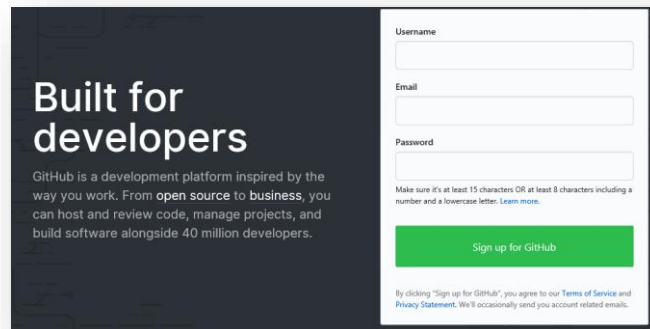 Built for
developers
GitHub is a development platform inspired by the
way you work. From open source to business, you
can host and review code, manage projects, and
build software alongside 40 million developers.
Username
Email
Password
Make sure it's at least 15 characters OR at least 8 characters including a
number and a lowercase letter. Learn more.
Sign up for GitHub
By clicking "Sign up for GitHub", you agree to our Terms of Service and
Privacy Statement. We'll occasionally send you account related emails.